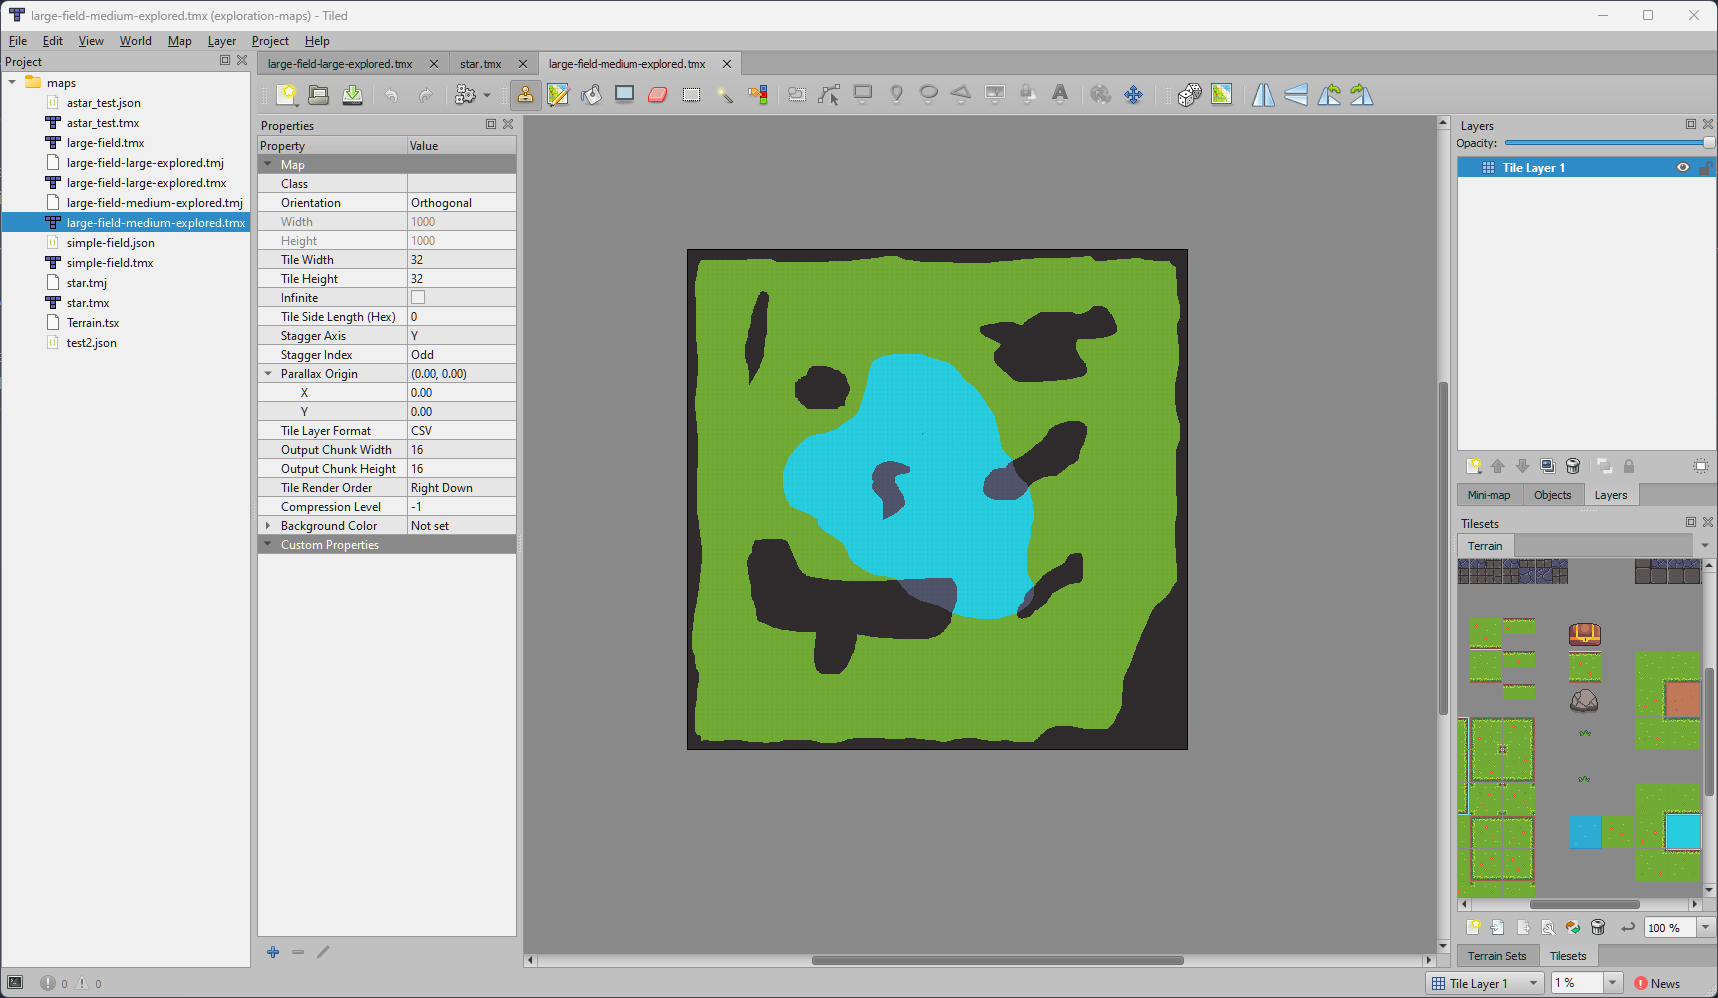 large-field-medium-explored.tmx (exploration-maps) - Tiled
File Edit View World Map Layer Project Help
Project
maps
astar_test.json
astar_test.tmx
large-field.tmx
large-field-large-explored.tmj
large-field-large-explored.tmx
large-field-medium-explored.tmj
large-field-medium-explored.tmx
simple-field.json
simple-field.tmx
star.tmj
star.tmx
Terrain.tsx
test2.json
large-field-large-explored.tmx star.tmx large-field-medium-explored.tmx
Properties
Property Value
Map
Class
Orientation Orthogonal
Width 1000
Height 1000
Tile Width 32
Tile Height 32
Infinite
Tile Side Length (Hex) 0
Stagger Axis Y
Stagger Index Odd
Parallax Origin (0.00, 0.00)
X 0.00
Y 0.00
Tile Layer Format CSV
Output Chunk Width 16
Output Chunk Height 16
Tile Render Order Right Down
Compression Level -1
Background Color Not set
Custom Properties
Layers
Opacity:
Tile Layer 1
Mini-map Objects Layers
Tilesets
Terrain
100 %
Terrain Sets Tilesets
0 0
Tile Layer 1 1 % News